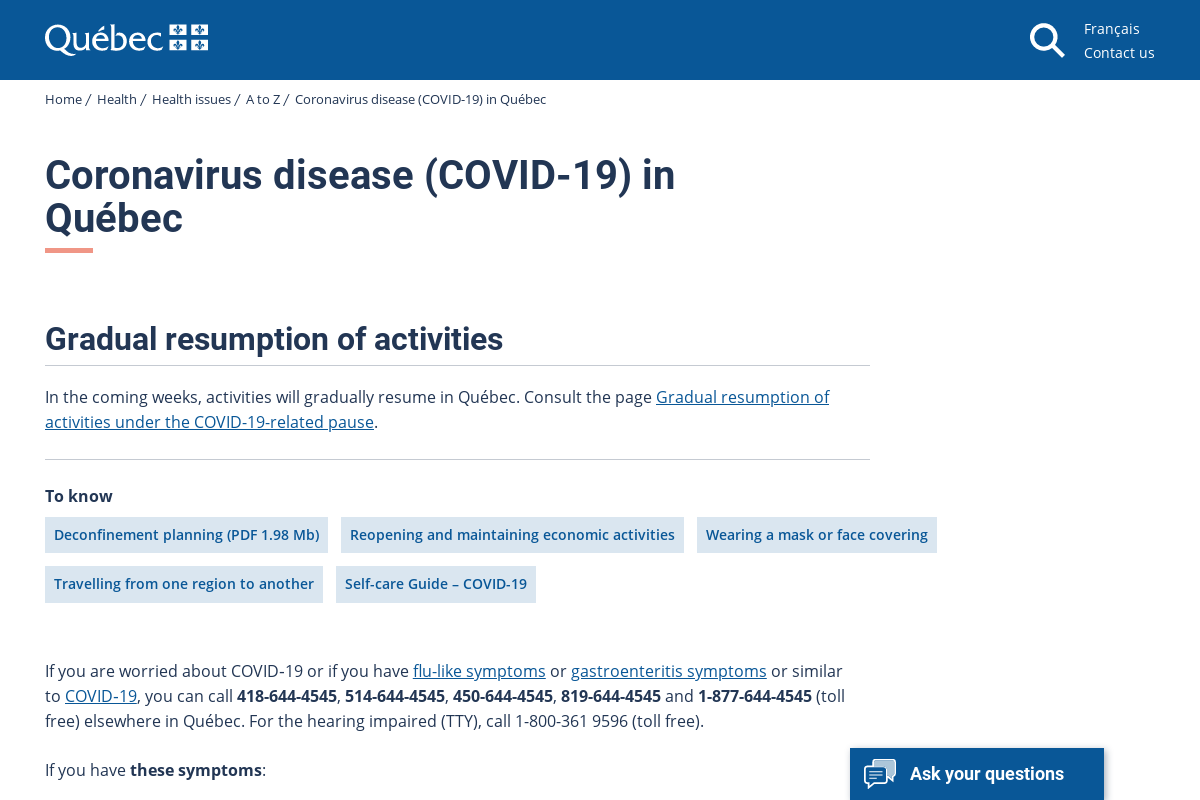 Québec
Français
Contact us
Home / Health / Health issues / A to Z / Coronavirus disease (COVID-19) in Québec
Coronavirus disease (COVID-19) in
Québec
Gradual resumption of activities
In the coming weeks, activities will gradually resume in Québec. Consult the page Gradual resumption of
activities under the COVID-19-related pause.
To know
Deconfinement planning (PDF 1.98 Mb) Reopening and maintaining economic activities Wearing a mask or face covering
Travelling from one region to another Self-care Guide – COVID-19
If you are worried about COVID‑19 or if you have flu-like symptoms or gastroenteritis symptoms or similar
to COVID‑19, you can call 418-644-4545, 514-644-4545, 450-644-4545, 819-644-4545 and 1-877-644-4545 (toll
free) elsewhere in Québec. For the hearing impaired (TTY), call 1-800-361 9596 (toll free).
If you have these symptoms:
Ask your questions